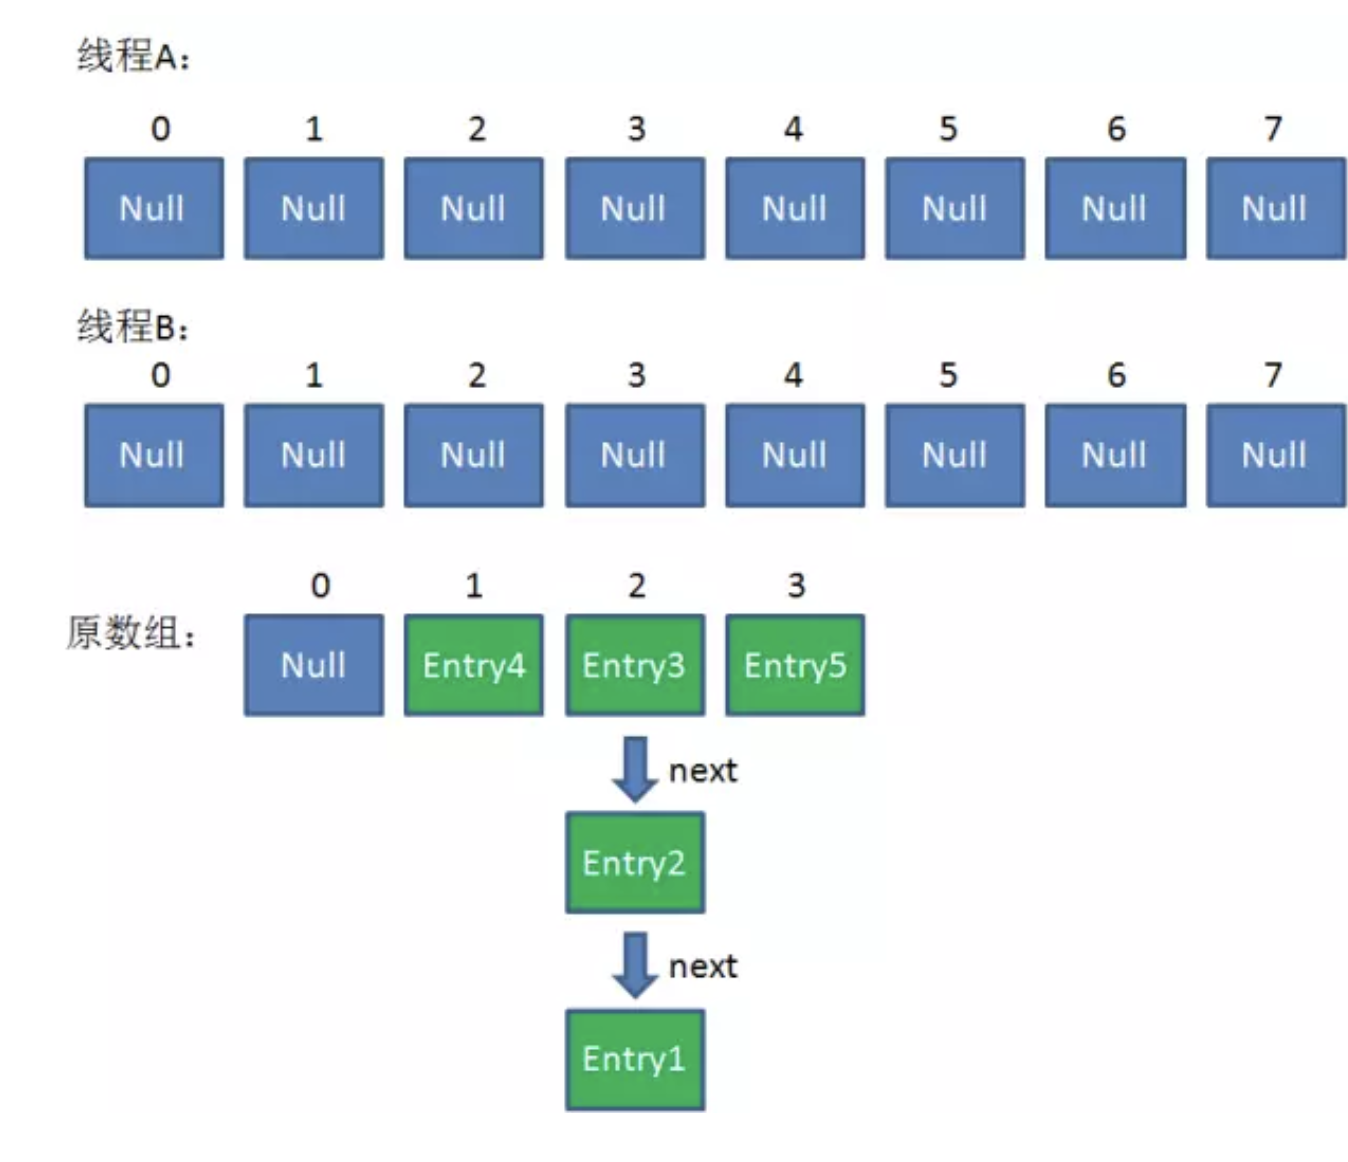 线程A：
0 1 2 3 4 5 6 7
Null Null Null Null Null Null Null Null
线程B：
0 1 2 3 4 5 6 7
Null Null Null Null Null Null Null Null
0 1 2 3
原数组： Null Entry4 Entry3 Entry5
next
Entry2
next
Entry1